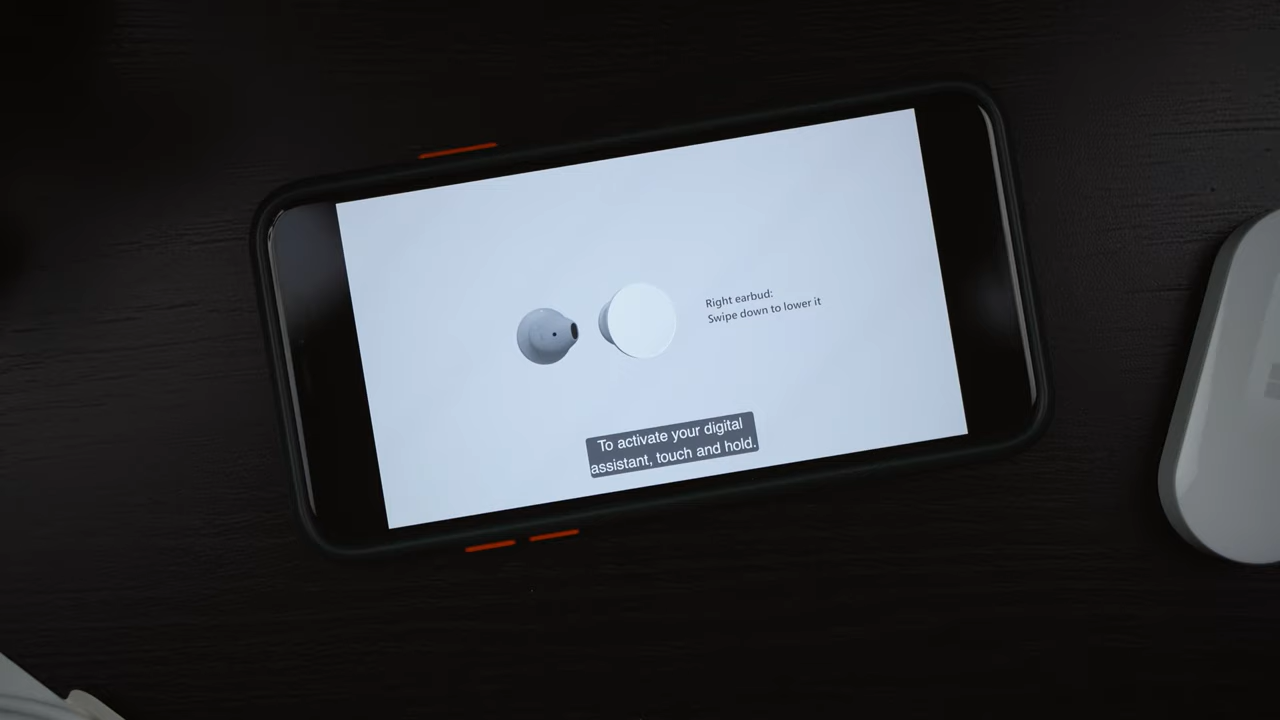 Right earbud:
Swipe down to lower it
To activate your digital
assistant, touch and hold.